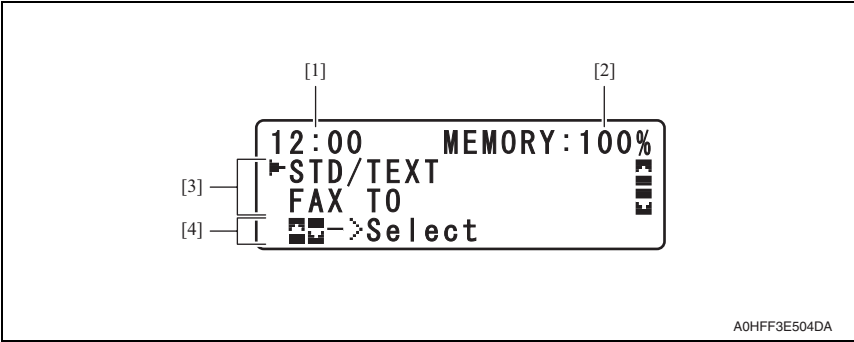 [1] [2]
12:00 MEMORY:100%
[3] STD/TEXT
FAX TO
[4] ->Select
A0HFF3E504DA